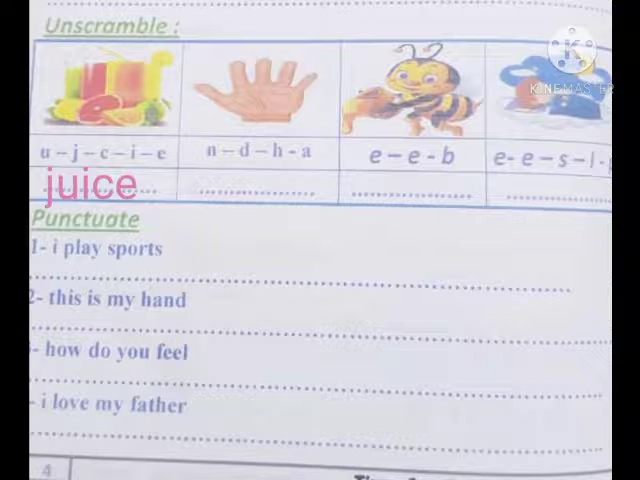 Unscramble :
K
KINEMASTER
u – j – c – i – e
n – d – h - a
e – e - b
e- e – s – l -
juice
Punctuate
1- i play sports
2- this is my hand
- how do you feel
- i love my father
4